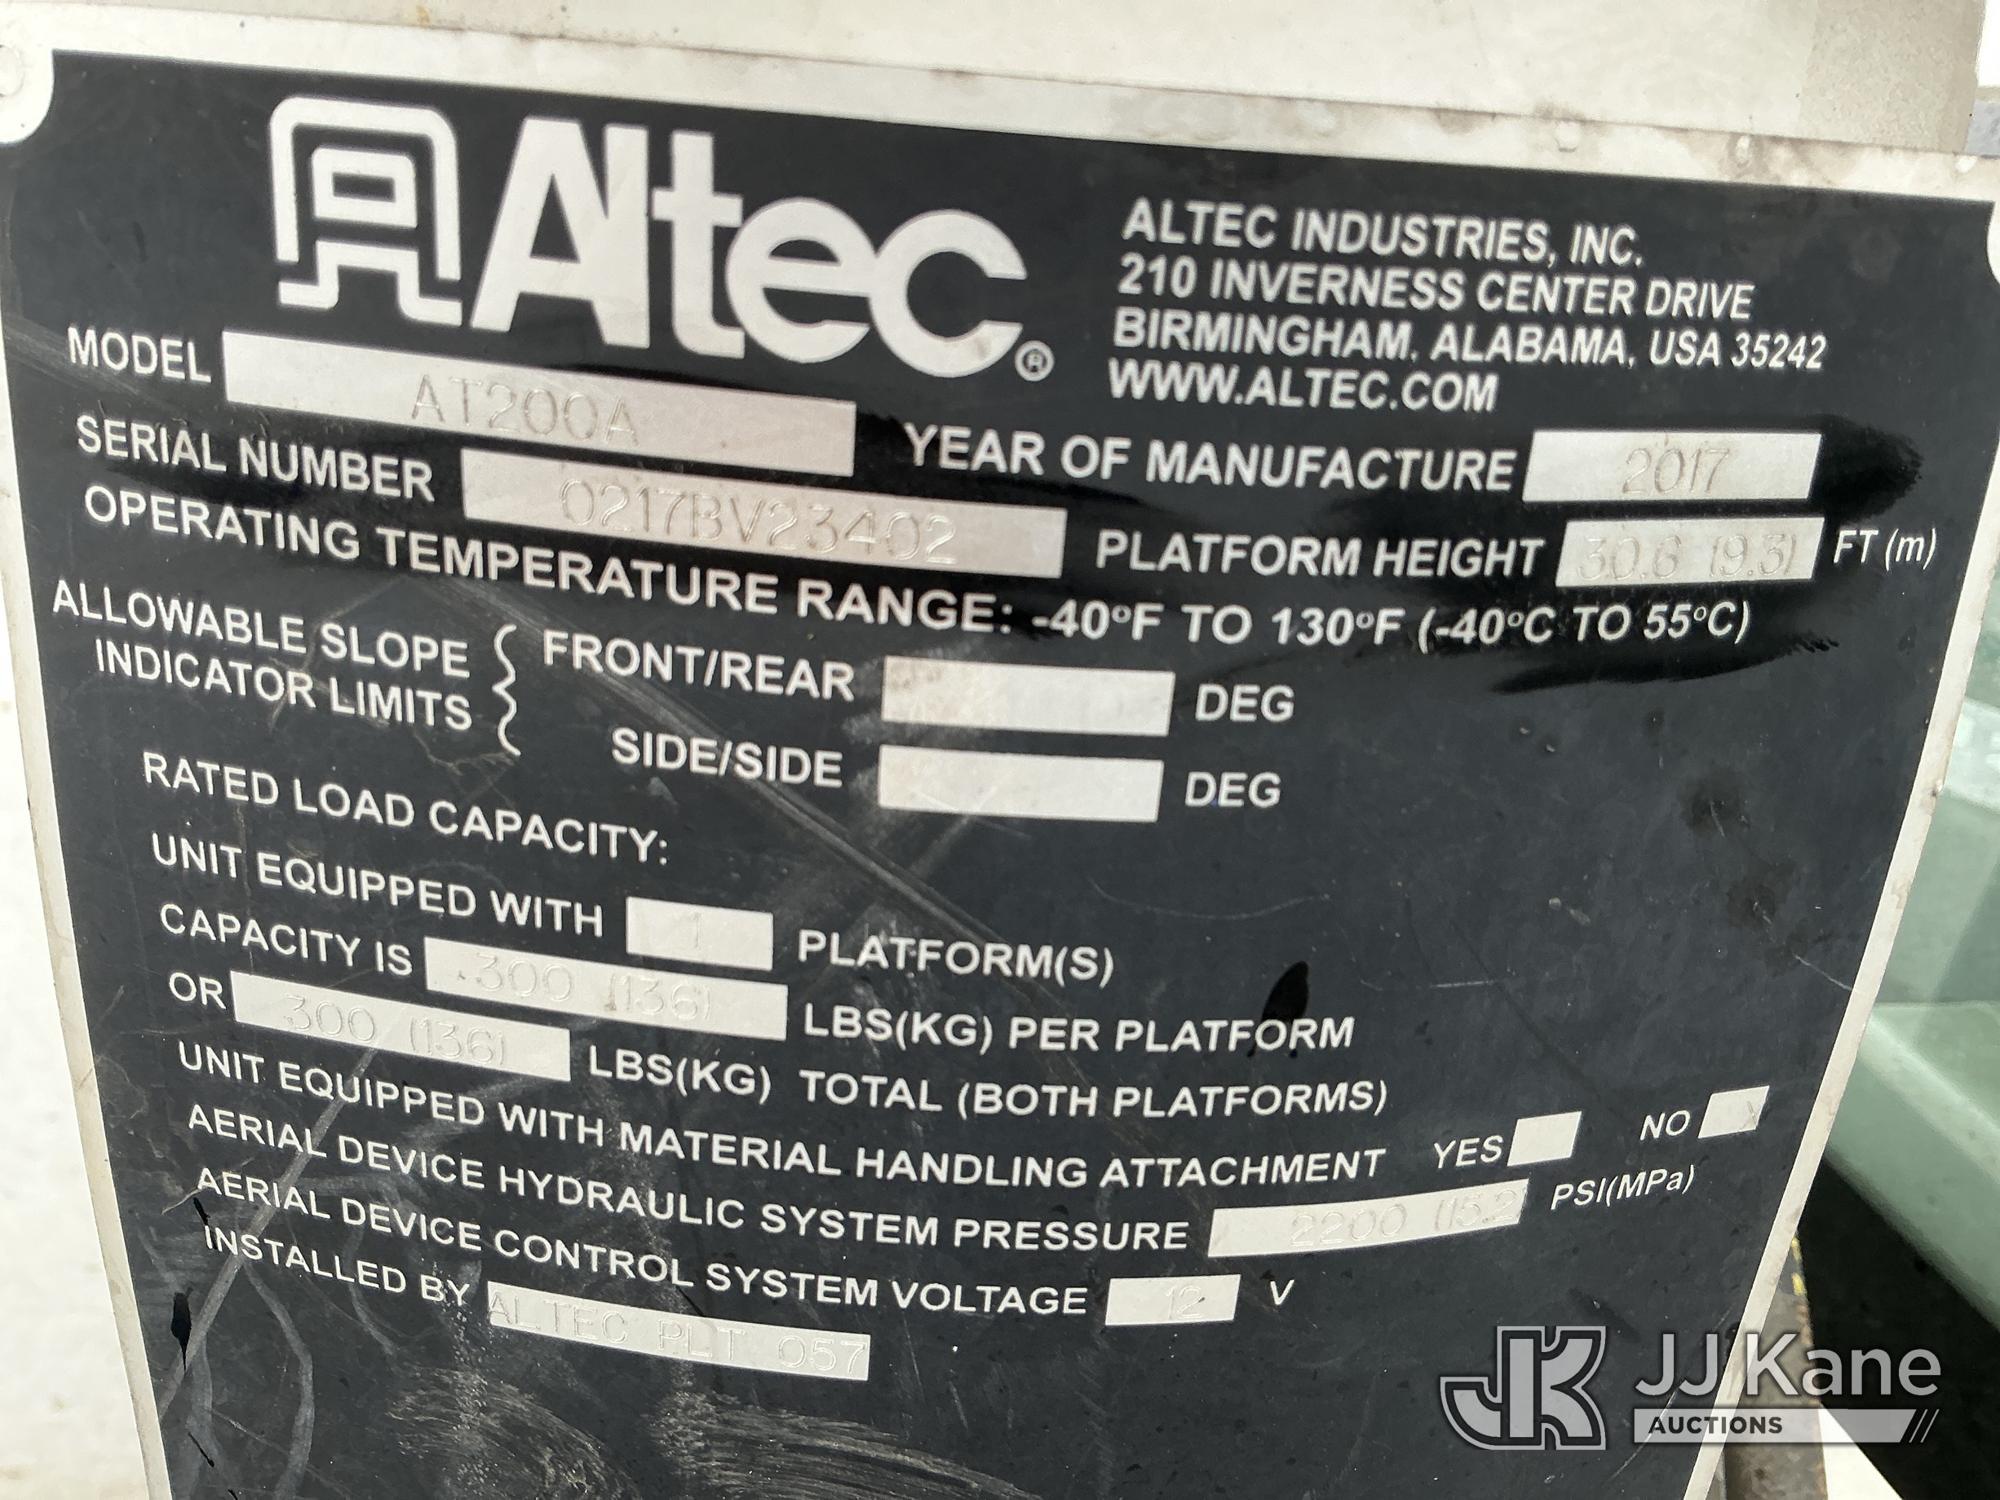 Altec®
ALTEC INDUSTRIES, INC.
210 INVERNESS CENTER DRIVE
BIRMINGHAM, ALABAMA, USA 35242
WWW.ALTEC.COM
MODEL AT200A
YEAR OF MANUFACTURE 2017
SERIAL NUMBER 0217BV23402
PLATFORM HEIGHT 30.6 (9.3) FT (m)
OPERATING TEMPERATURE RANGE: -40°F TO 130°F (-40°C TO 55°C)
ALLOWABLE SLOPE
INDICATOR LIMITS
FRONT/REAR DEG
SIDE/SIDE DEG
RATED LOAD CAPACITY:
UNIT EQUIPPED WITH 1 PLATFORM(S)
CAPACITY IS 300 (136) LBS(KG) PER PLATFORM
OR 300 (136) LBS(KG) TOTAL (BOTH PLATFORMS)
UNIT EQUIPPED WITH MATERIAL HANDLING ATTACHMENT YES NO X
AERIAL DEVICE HYDRAULIC SYSTEM PRESSURE 2200 (15.2) PSI(MPa)
AERIAL DEVICE CONTROL SYSTEM VOLTAGE 12 V
INSTALLED BY ALTEC PLT 057
JK JJ Kane
AUCTIONS